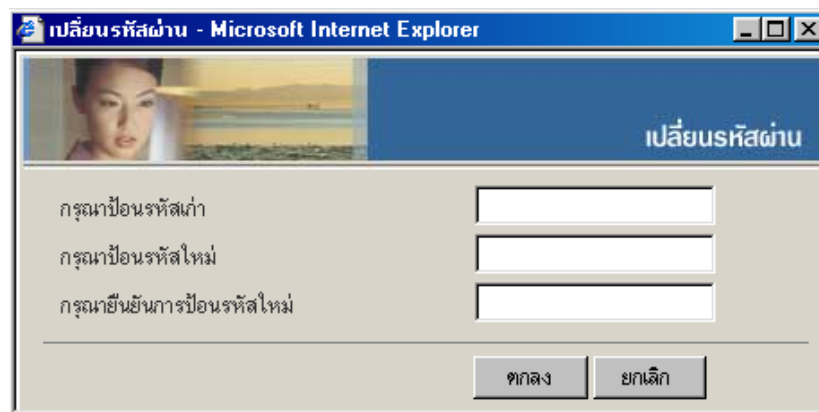 เปลี่ยนรหัสผ่าน - Microsoft Internet Explorer
เปลี่ยนรหัสผ่าน
กรุณาป้อนรหัสเก่า
กรุณาป้อนรหัสใหม่
กรุณายืนยันการป้อนรหัสใหม่
ตกลง ยกเลิก